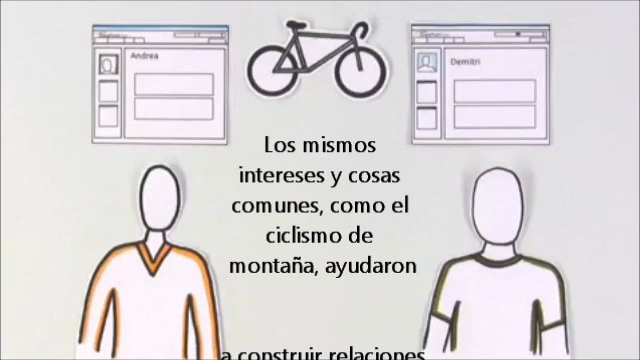 Andrea
Demitri
Los mismos
intereses y cosas
comunes, como el
ciclismo de
montaña, ayudaron
a construir relaciones